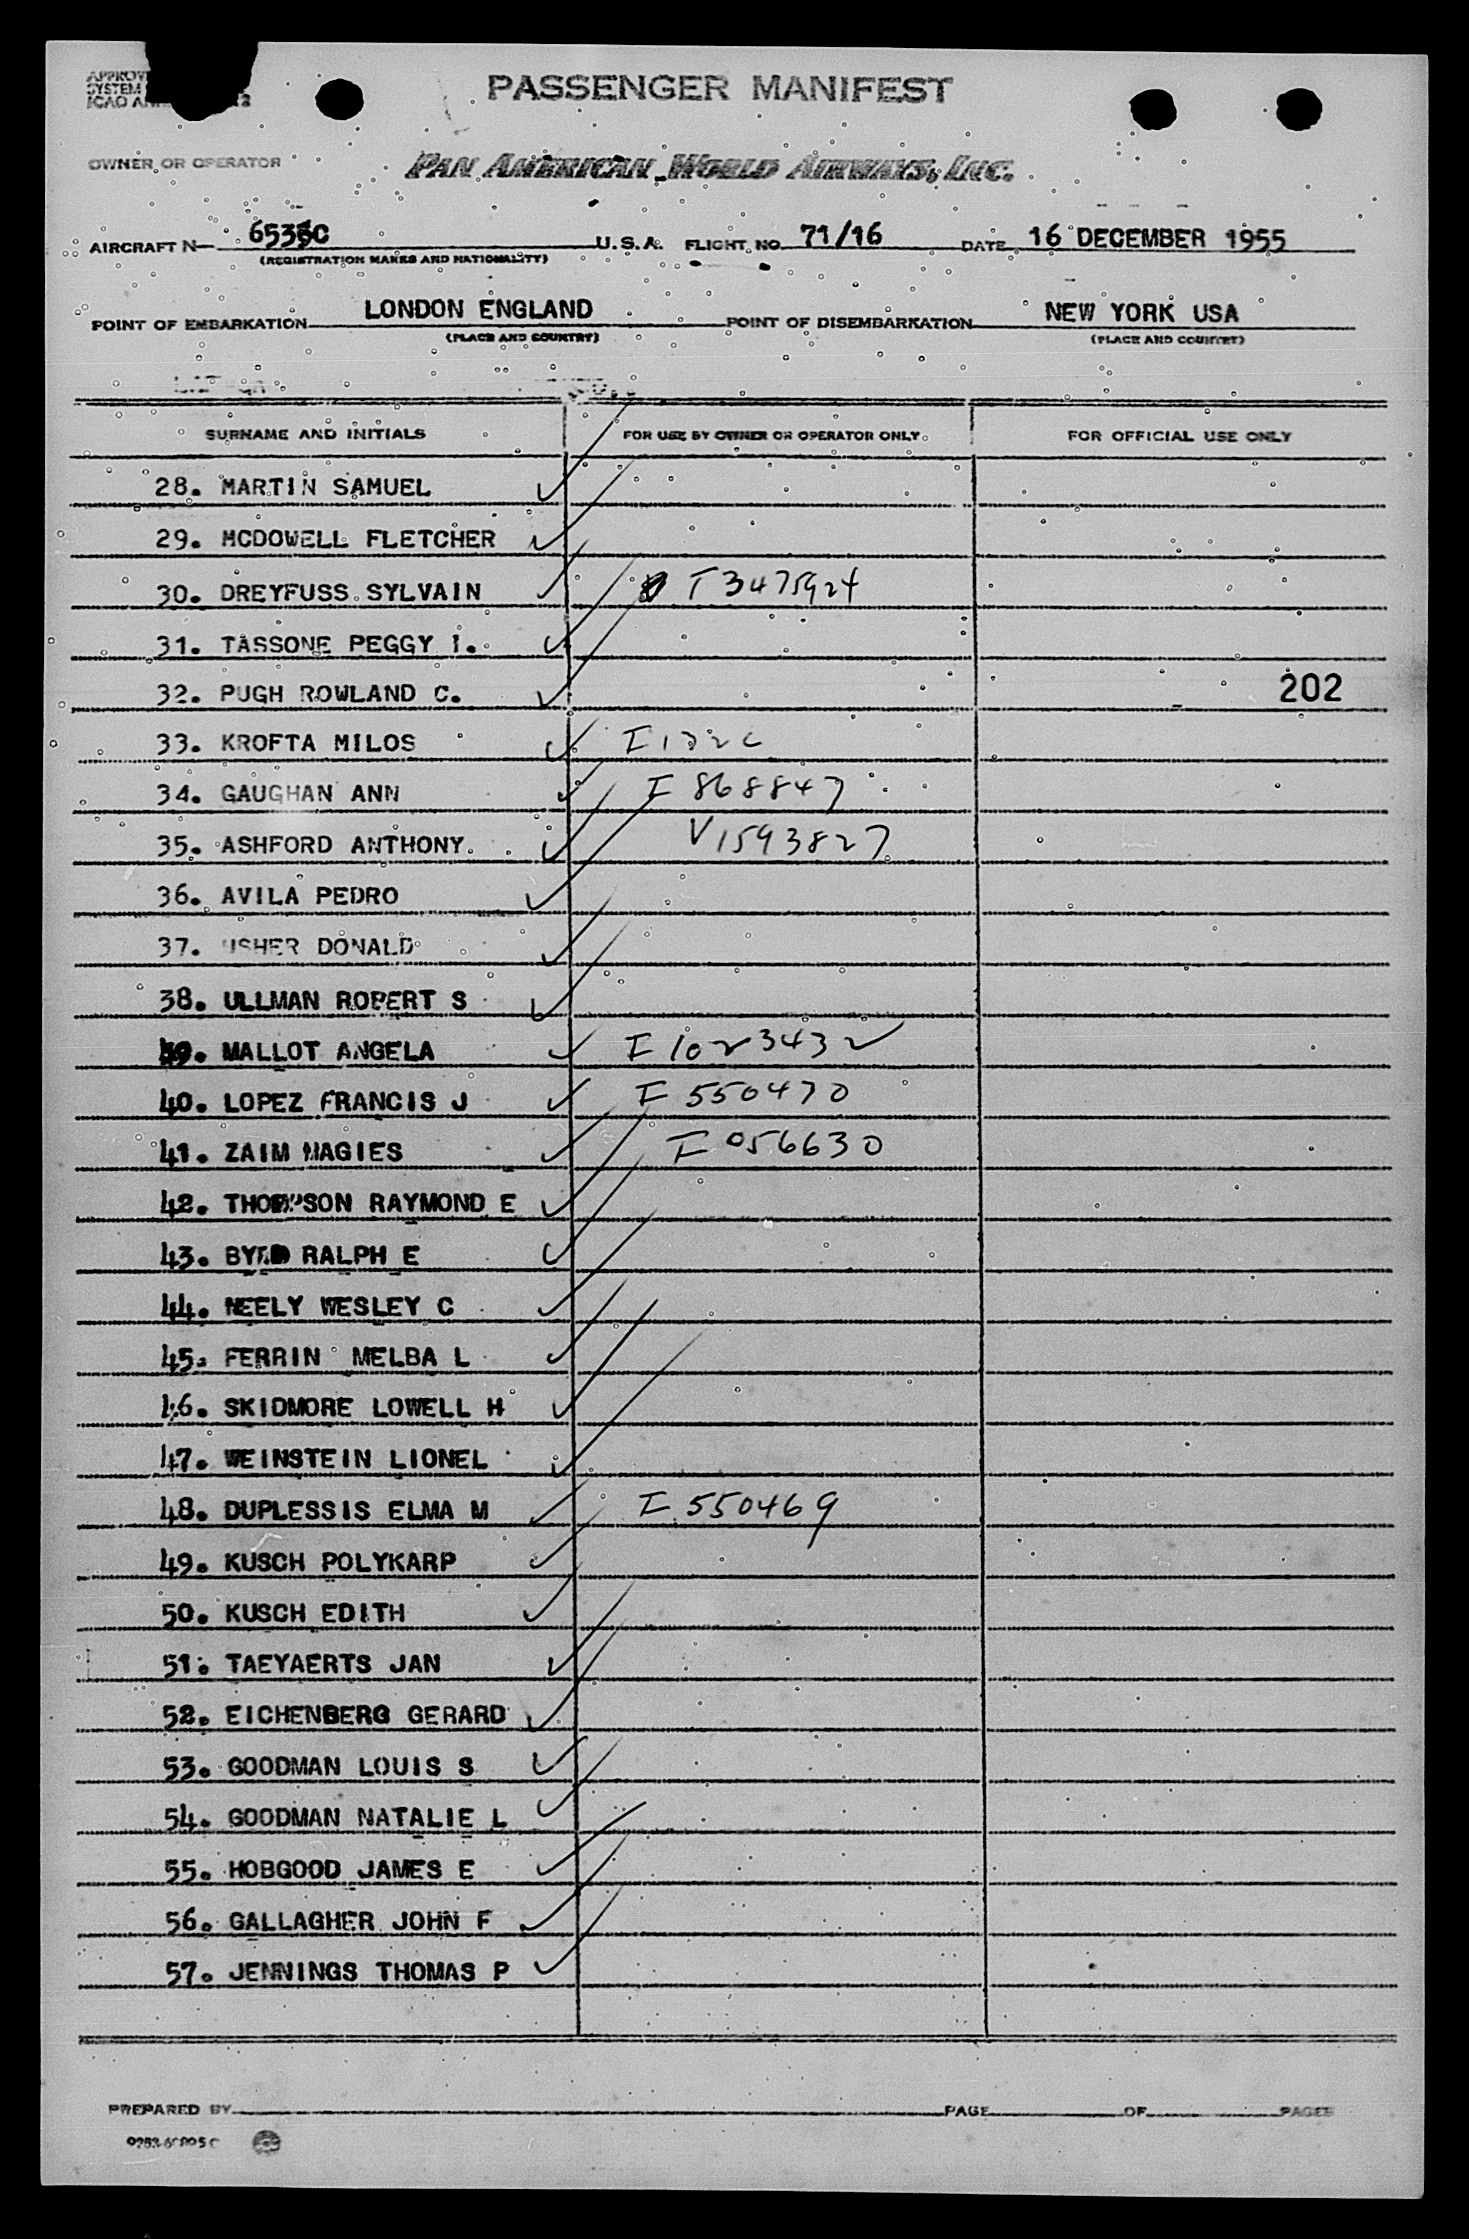 PASSENGER MANIFEST
OWNER OR OPERATOR PAN AMERICAN WORLD AIRWAYS, INC.
AIRCRAFT N U.S.A. FLIGHT NO. 71/16 DATE 16 DECEMBER 1955
(REGISTRATION MARKS AND NATIONALITY)
POINT OF EMBARKATION LONDON ENGLAND POINT OF DISEMBARKATION NEW YORK USA
(PLACE AND COUNTRY) (PLACE AND COUNTRY)
SURNAME AND INITIALS FOR USE BY OWNER OR OPERATOR ONLY FOR OFFICIAL USE ONLY
28. MARTIN SAMUEL
29. MCDOWELL FLETCHER
30. DREYFUSS SYLVAIN T 3475924
31. TASSONE PEGGY I.
32. PUGH ROWLAND C. 202
33. KROFTA MILOS
34. GAUGHAN ANN I 868847
35. ASHFORD ANTHONY V1593827
36. AVILA PEDRO
37. USHER DONALD
38. ULLMAN ROBERT S
39. MALLOT ANGELA I 1023432
40. LOPEZ FRANCIS J I 550470
41. ZAIM NAGIES I 056630
42. THOMPSON RAYMOND E
43. BYRD RALPH E
44. NEELY WESLEY C
45. FERRIN MELBA L
46. SKIDMORE LOWELL H
47. WEINSTEIN LIONEL
48. DUPLESSIS ELMA M I 550469
49. KUSCH POLYKARP
50. KUSCH EDITH
51. TAEYAERTS JAN
52. EICHENBERG GERARD
53. GOODMAN LOUIS S
54. GOODMAN NATALIE L
55. HOBGOOD JAMES E
56. GALLAGHER JOHN F
57. JENNINGS THOMAS P
PREPARED BY PAGE OF PAGES